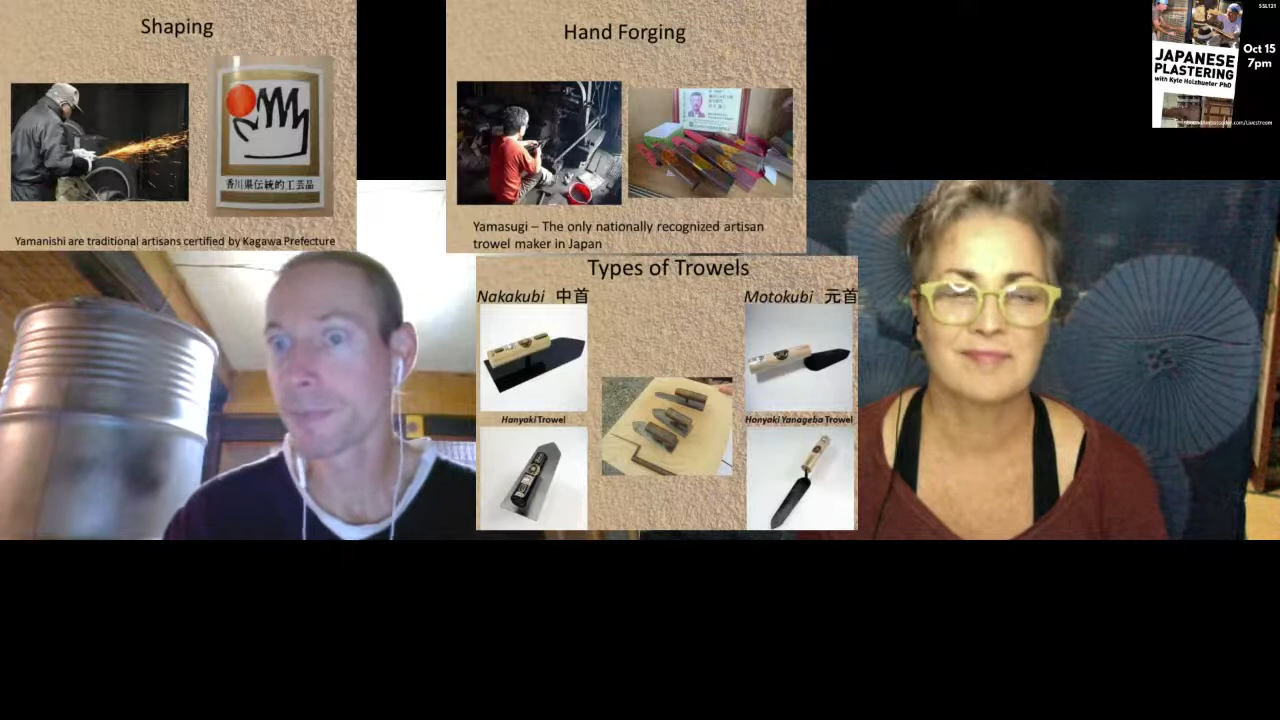 Shaping
香川県伝統的工芸品
Yamanishi are traditional artisans certified by Kagawa Prefecture
Hand Forging
Yamasugi – The only nationally recognized artisan
trowel maker in Japan
Types of Trowels
Nakakubi 中首
Motokubi 元首
Hanyaki Trowel
Hanyaki Yanageba Trowel
SSL121
JAPANESE
PLASTERING
with Kyle Holzhueter PhD
Oct 15
7pm